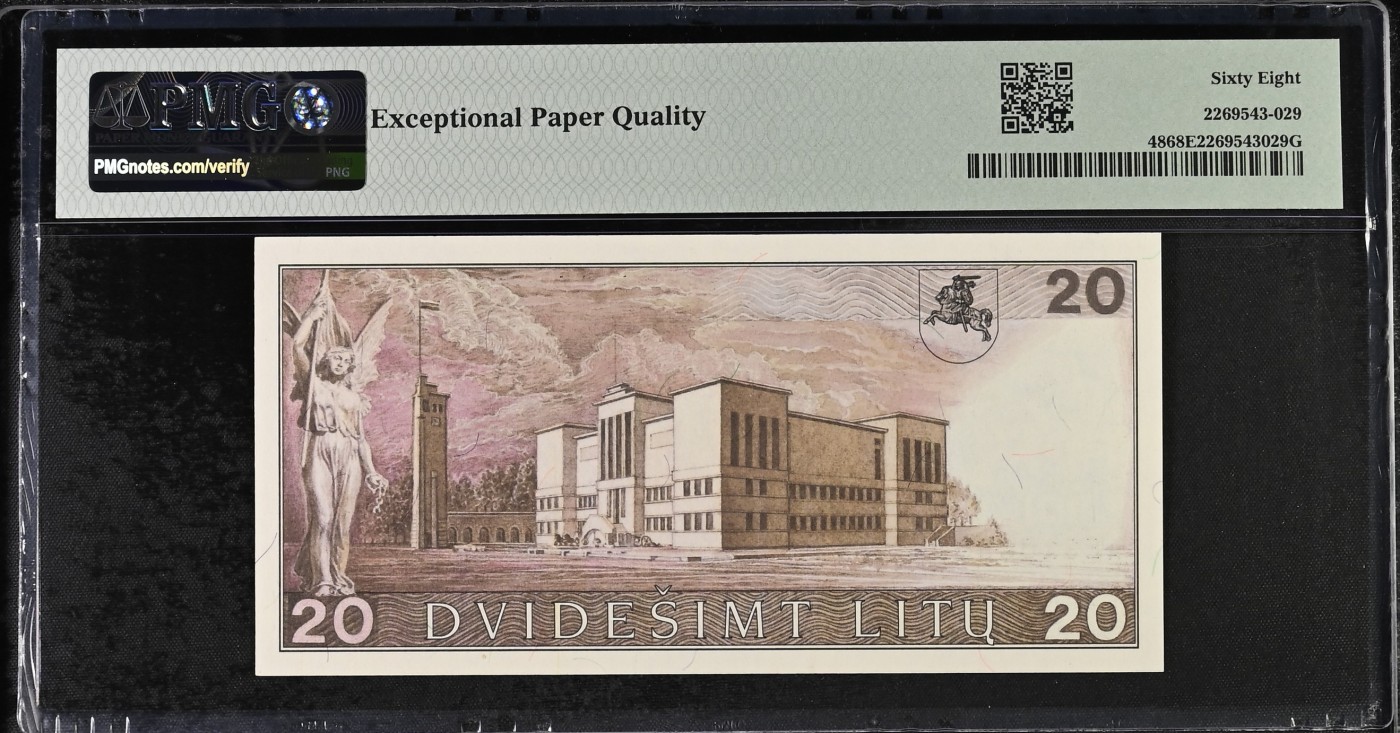 PMG
PMGnotes.com/verify
PNG
Exceptional Paper Quality
Sixty Eight
2269543-029
4868E2269543029G
20
20 DVIDEŠIMT LITŲ 20